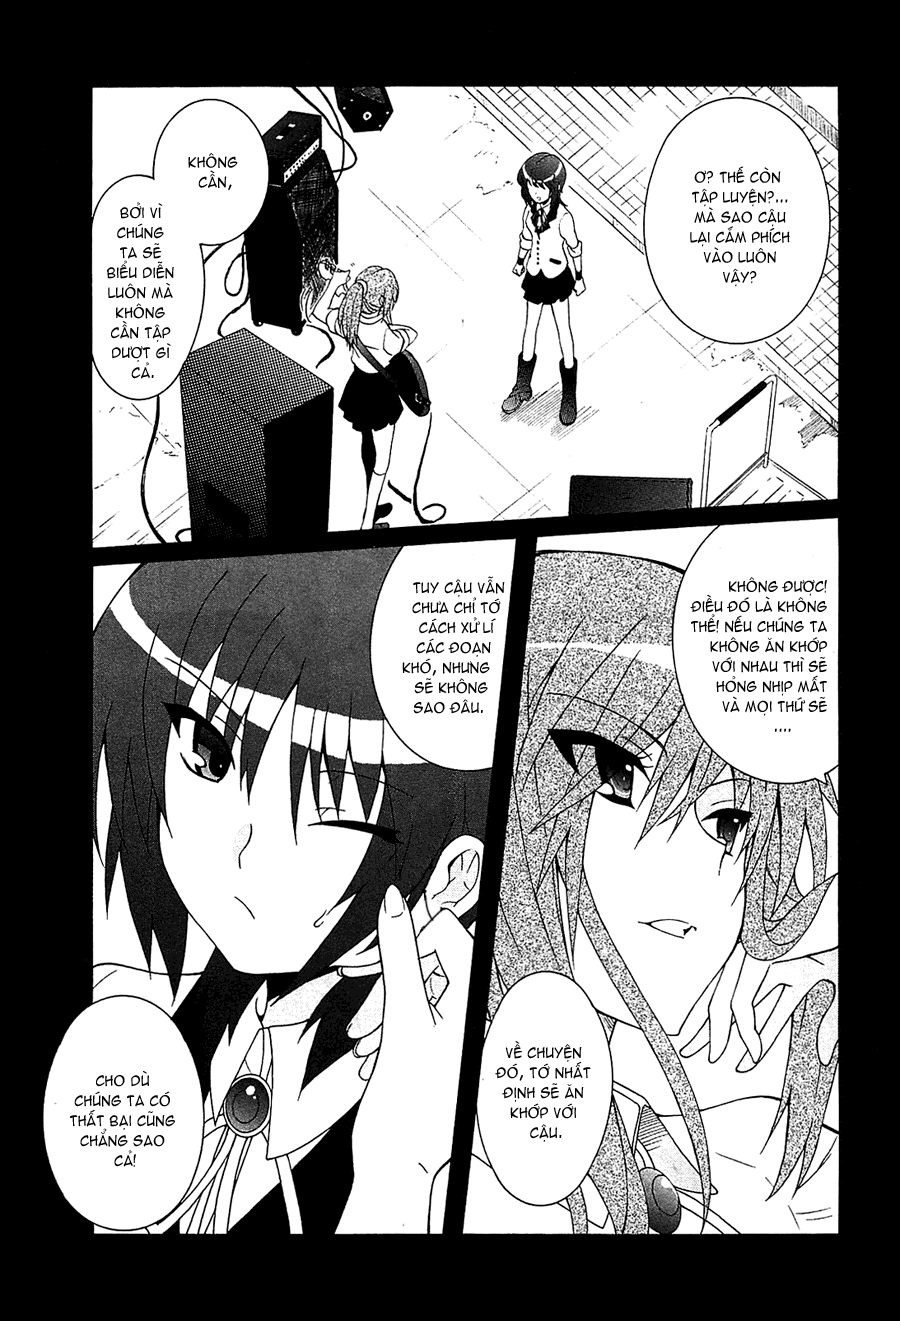 Ơ? THẾ CÒN
TẬP LUYỆN?...
MÀ SAO CẬU
LẠI CẮM PHÍCH
VÀO LUÔN
VẬY?
KHÔNG
CẦN,
BỞI VÌ
CHÚNG
TA SẼ
BIỂU DIỄN
LUÔN MÀ
KHÔNG
CẦN TẬP
DƯỢT GÌ
CẢ.
KHÔNG ĐƯỢC!
ĐIỀU ĐÓ LÀ KHÔNG
THỂ! NẾU CHÚNG TA
KHÔNG ĂN KHỚP
VỚI NHAU THÌ SẼ
HỎNG NHỊP MẤT
VÀ MỌI THỨ SẼ
....
VỀ CHUYỆN
ĐÓ, TỚ NHẤT
ĐỊNH SẼ ĂN
KHỚP VỚI
CẬU.
TUY CẬU VẪN
CHƯA CHỈ TỚ
CÁCH XỬ LÍ
CÁC ĐOẠN
KHÓ, NHƯNG
SẼ KHÔNG
SAO ĐÂU.
CHO DÙ
CHÚNG TA CÓ
THẤT BẠI CŨNG
CHẲNG SAO
CẢ!